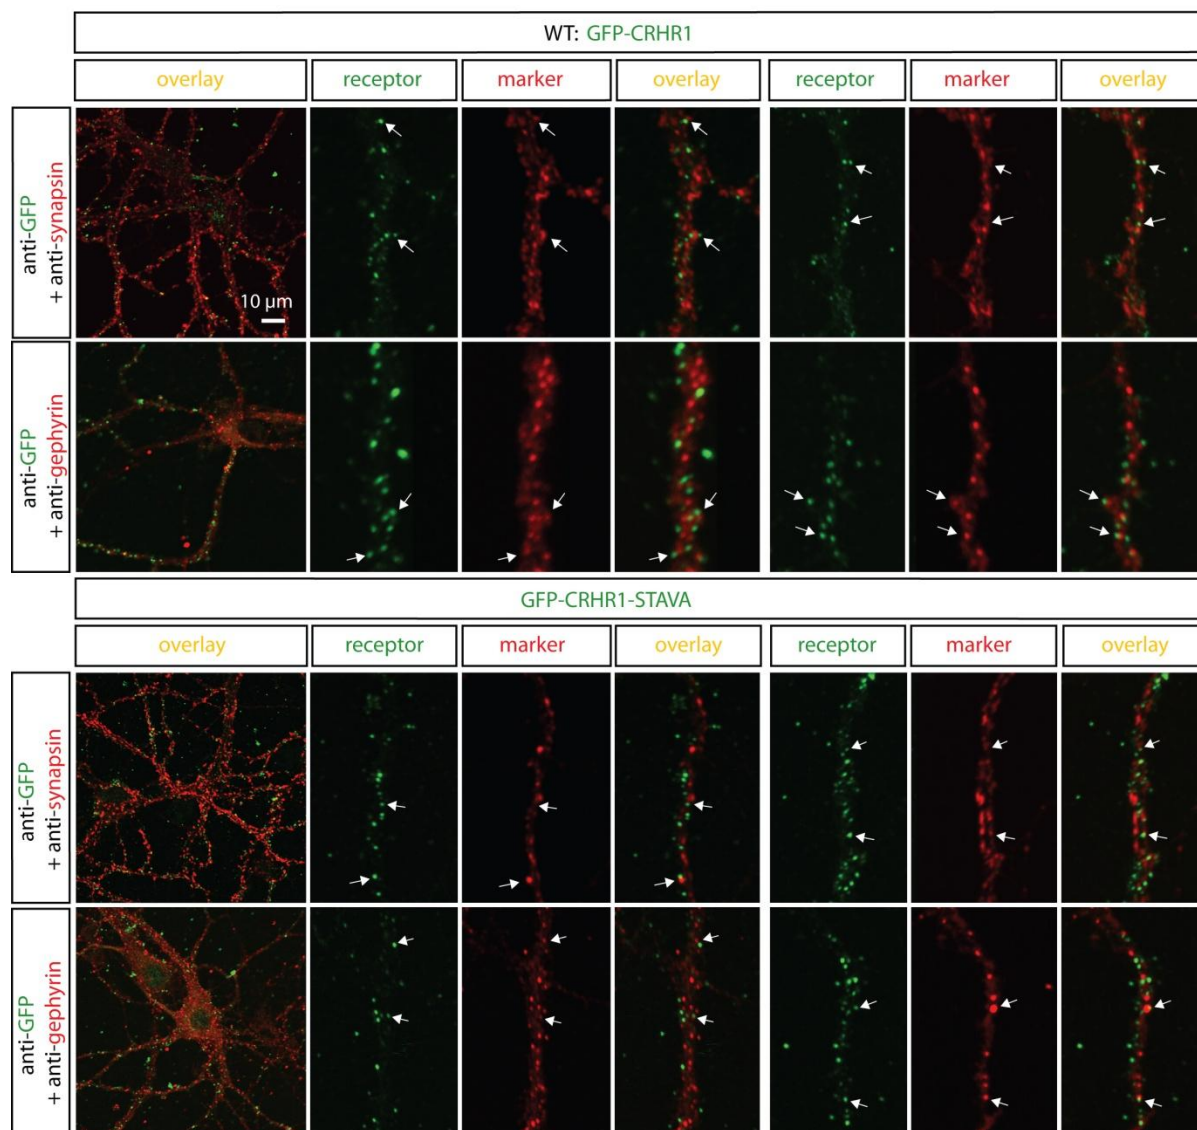 WT: GFP-CRHR1
overlay receptor marker overlay receptor marker overlay
anti-GFP
+ anti-synapsin
10 µm
anti-GFP
+ anti-gephyrin
GFP-CRHR1-STAVA
overlay receptor marker overlay receptor marker overlay
anti-GFP
+ anti-synapsin
anti-GFP
+ anti-gephyrin